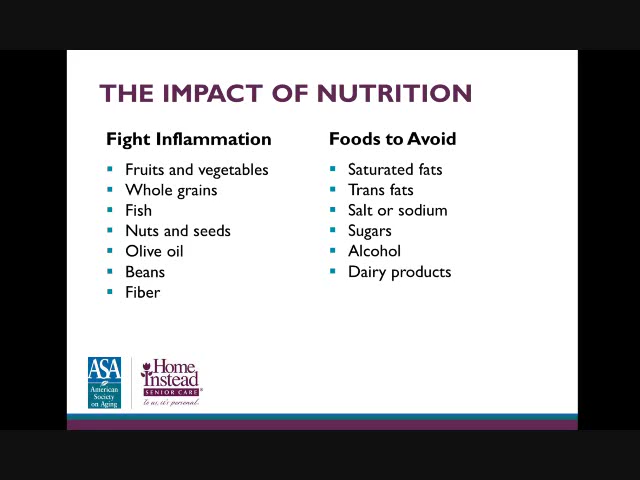 THE IMPACT OF NUTRITION
Fight Inflammation
Fruits and vegetables
Whole grains
Fish
Nuts and seeds
Olive oil
Beans
Fiber
Foods to Avoid
Saturated fats
Trans fats
Salt or sodium
Sugars
Alcohol
Dairy products
ASA
American
Society
on Aging
Home
Instead
SENIOR CARE
to us, it's personal.